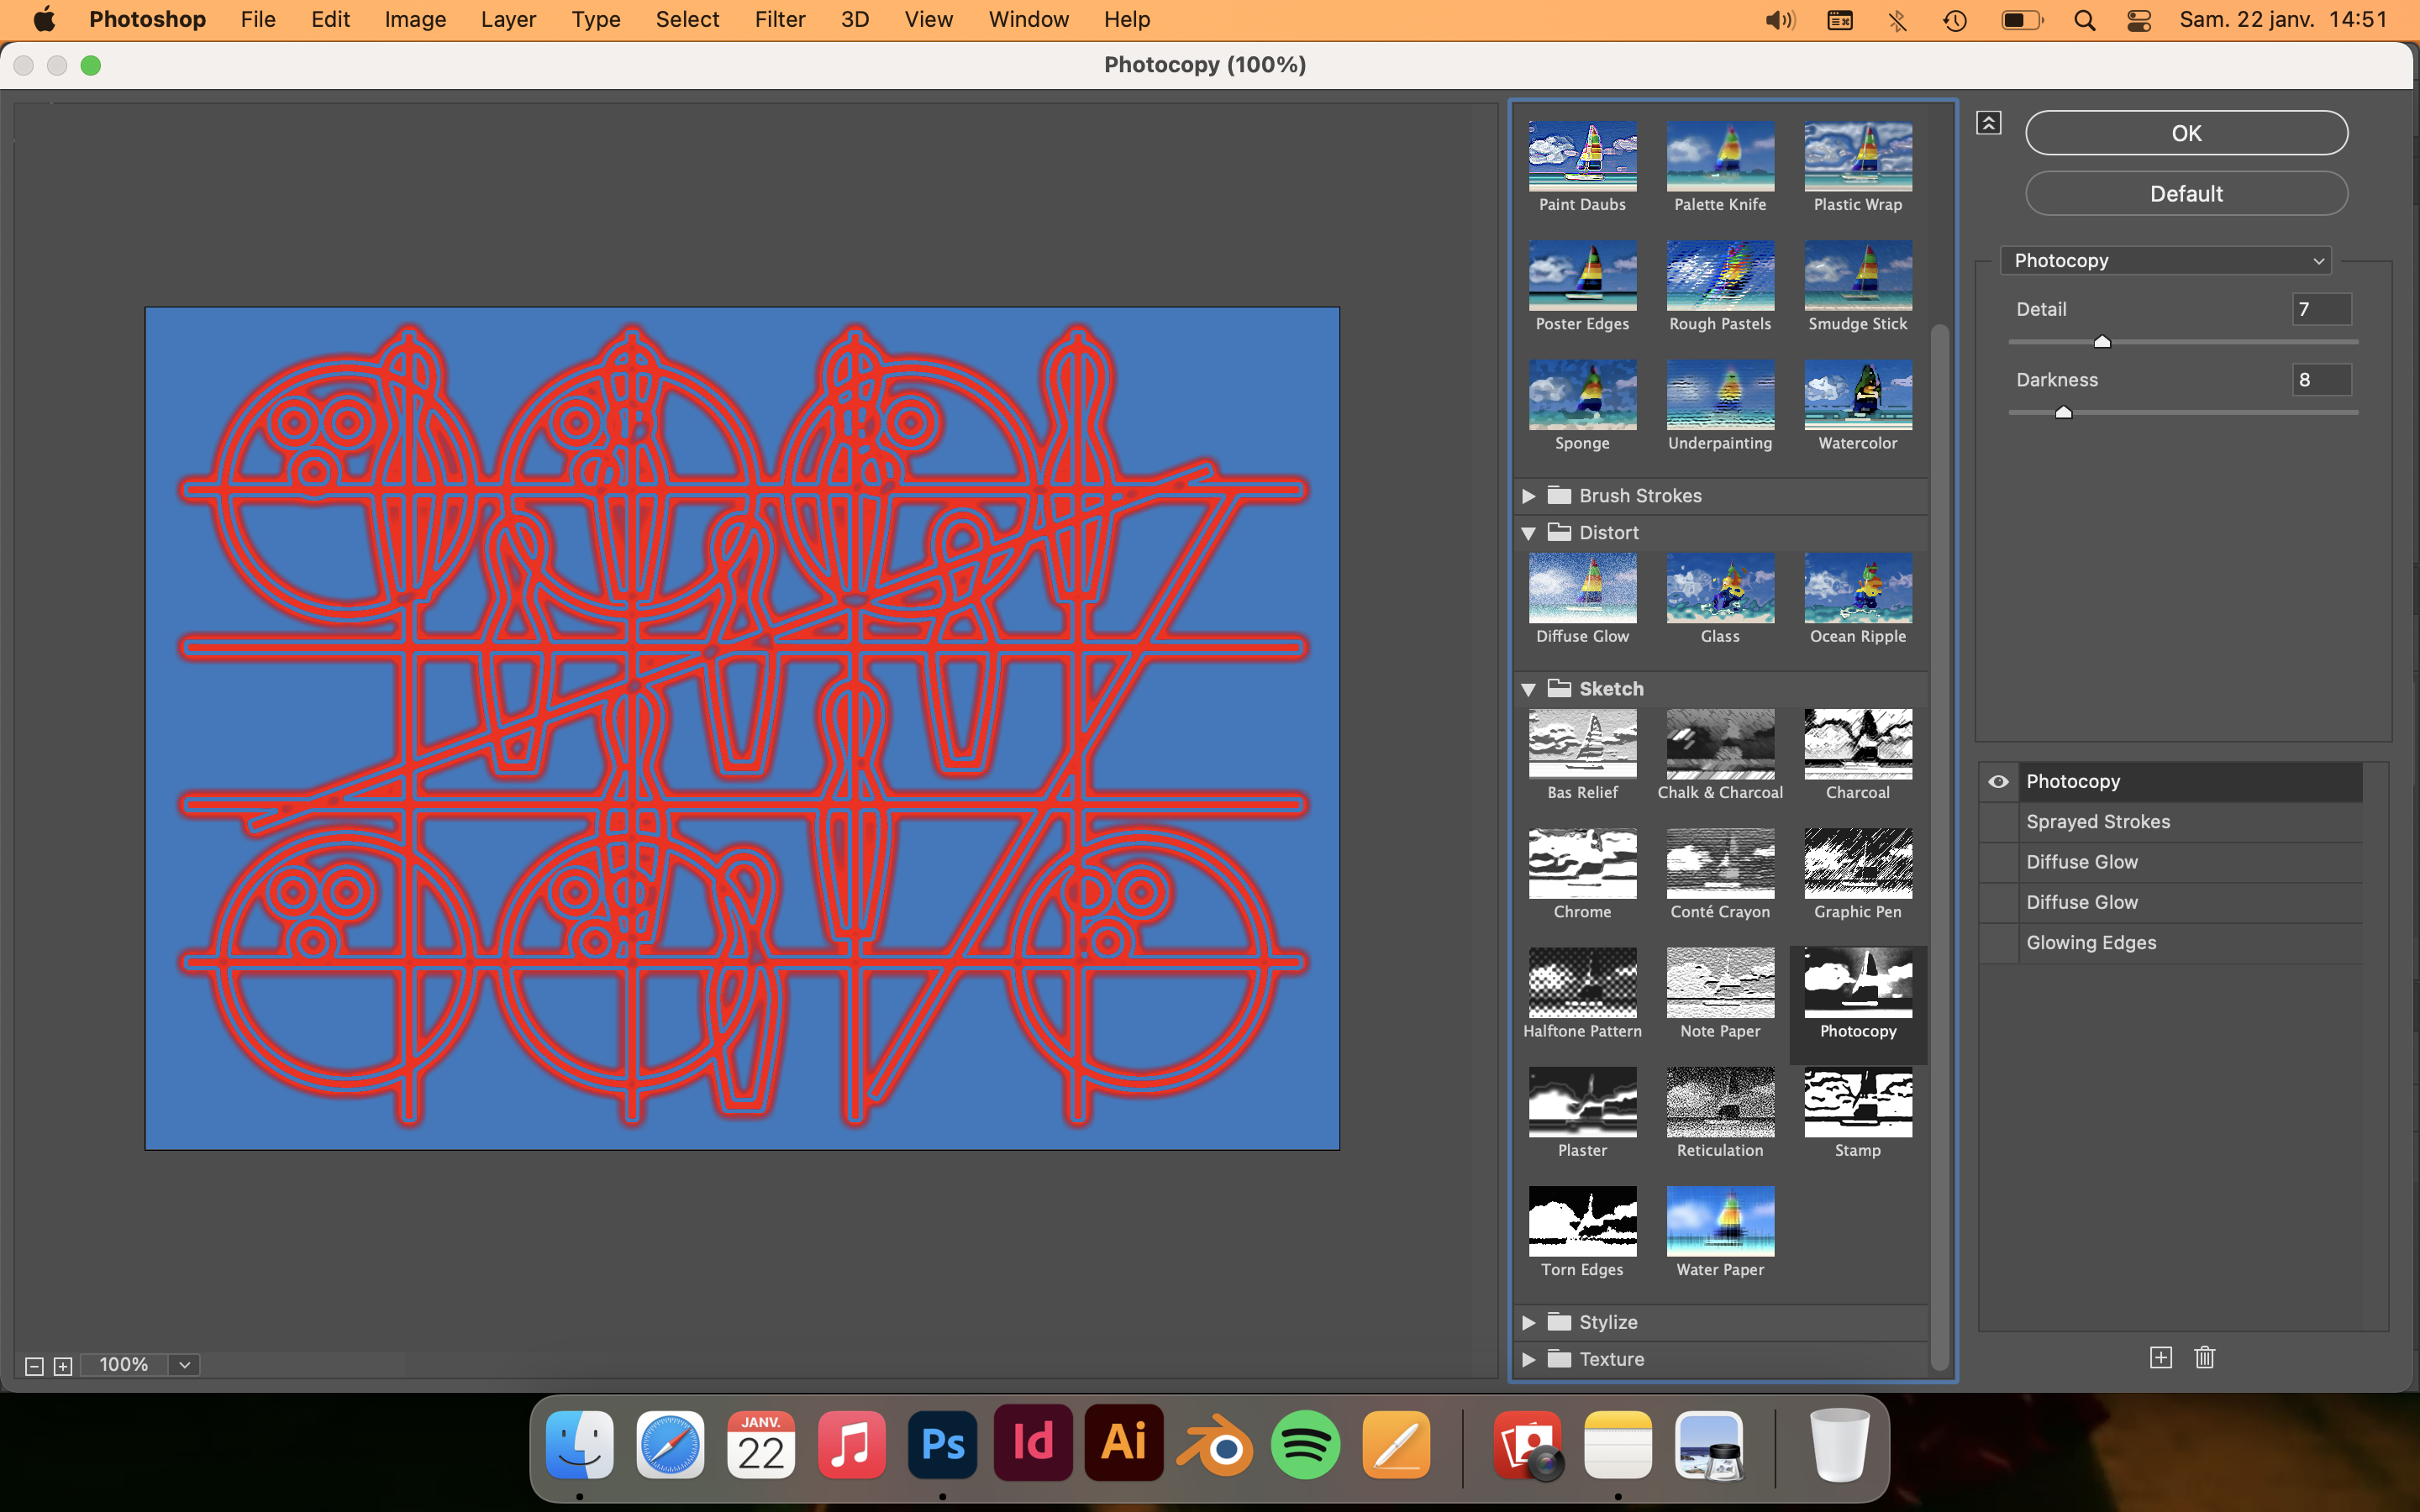 Photoshop File Edit Image Layer Type Select Filter 3D View Window Help Sam. 22 janv. 14:51
Photocopy (100%)
Paint Daubs Palette Knife Plastic Wrap
Poster Edges Rough Pastels Smudge Stick
Sponge Underpainting Watercolor
Brush Strokes
Distort
Diffuse Glow Glass Ocean Ripple
Sketch
Bas Relief Chalk & Charcoal Charcoal
Chrome Conté Crayon Graphic Pen
Halftone Pattern Note Paper Photocopy
Plaster Reticulation Stamp
Torn Edges Water Paper
Stylize
Texture
OK
Default
Photocopy
Detail 7
Darkness 8
Photocopy
Sprayed Strokes
Diffuse Glow
Diffuse Glow
Glowing Edges
100%
JANV.
22
Ps
Id
Ai